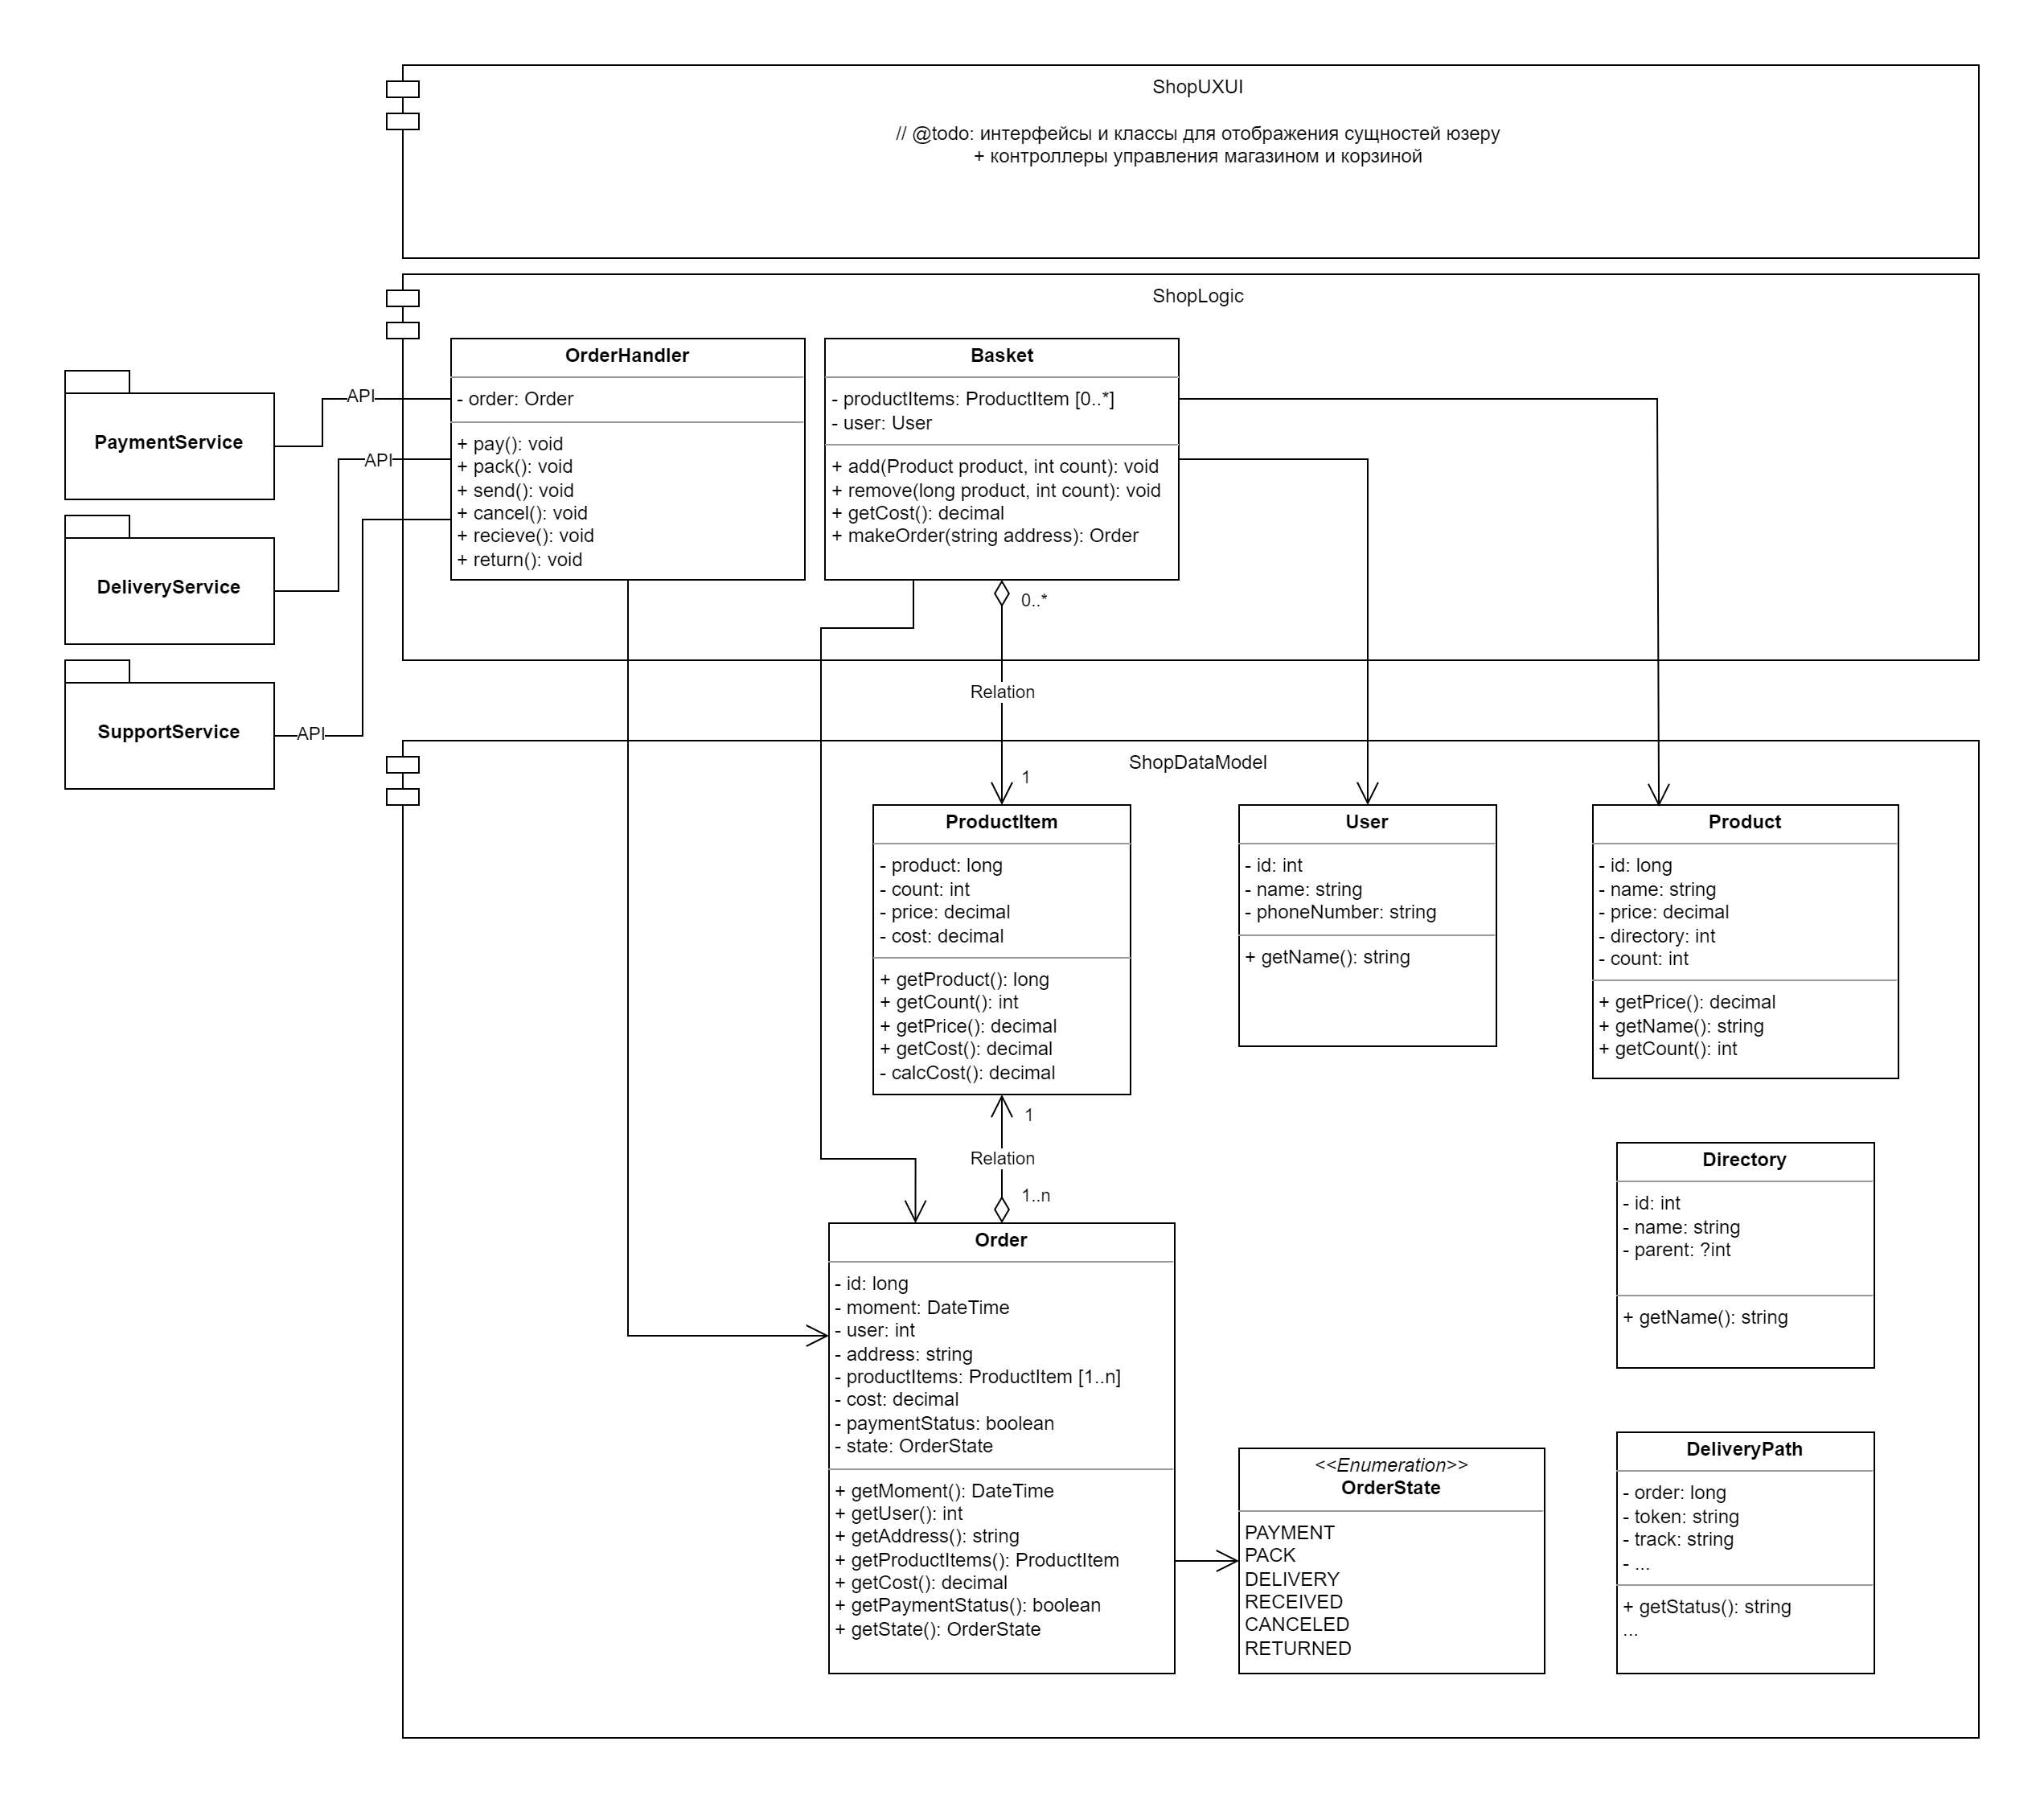 ShopUXUI
// @todo: интерфейсы и классы для отображения сущностей юзеру
+ контроллеры управления магазином и корзиной
ShopLogic
PaymentService
API
DeliveryService
API
SupportService
API
OrderHandler
- order: Order
+ pay(): void
+ pack(): void
+ send(): void
+ cancel(): void
+ recieve(): void
+ return(): void
Basket
- productItems: ProductItem [0..*]
- user: User
+ add(Product product, int count): void
+ remove(long product, int count): void
+ getCost(): decimal
+ makeOrder(string address): Order
0..*
Relation
1
ShopDataModel
ProductItem
- product: long
- count: int
- price: decimal
- cost: decimal
+ getProduct(): long
+ getCount(): int
+ getPrice(): decimal
+ getCost(): decimal
- calcCost(): decimal
User
- id: int
- name: string
- phoneNumber: string
+ getName(): string
Product
- id: long
- name: string
- price: decimal
- directory: int
- count: int
+ getPrice(): decimal
+ getName(): string
+ getCount(): int
1
Relation
1..n
Order
- id: long
- moment: DateTime
- user: int
- address: string
- productItems: ProductItem [1..n]
- cost: decimal
- paymentStatus: boolean
- state: OrderState
+ getMoment(): DateTime
+ getUser(): int
+ getAddress(): string
+ getProductItems(): ProductItem
+ getCost(): decimal
+ getPaymentStatus(): boolean
+ getState(): OrderState
<<Enumeration>>
OrderState
PAYMENT
PACK
DELIVERY
RECEIVED
CANCELED
RETURNED
Directory
- id: int
- name: string
- parent: ?int
+ getName(): string
DeliveryPath
- order: long
- token: string
- track: string
- ...
+ getStatus(): string
...